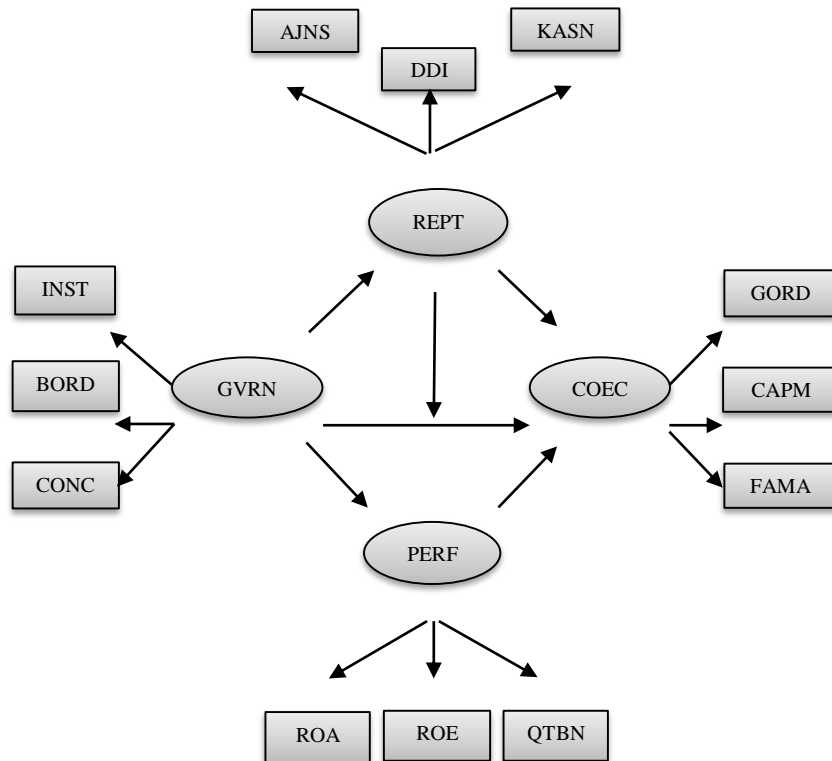 AJNS
KASN
DDI
REPT
INST
GORD
BORD
GVRN
COEC
CAPM
CONC
FAMA
PERF
ROA
ROE
QTBN